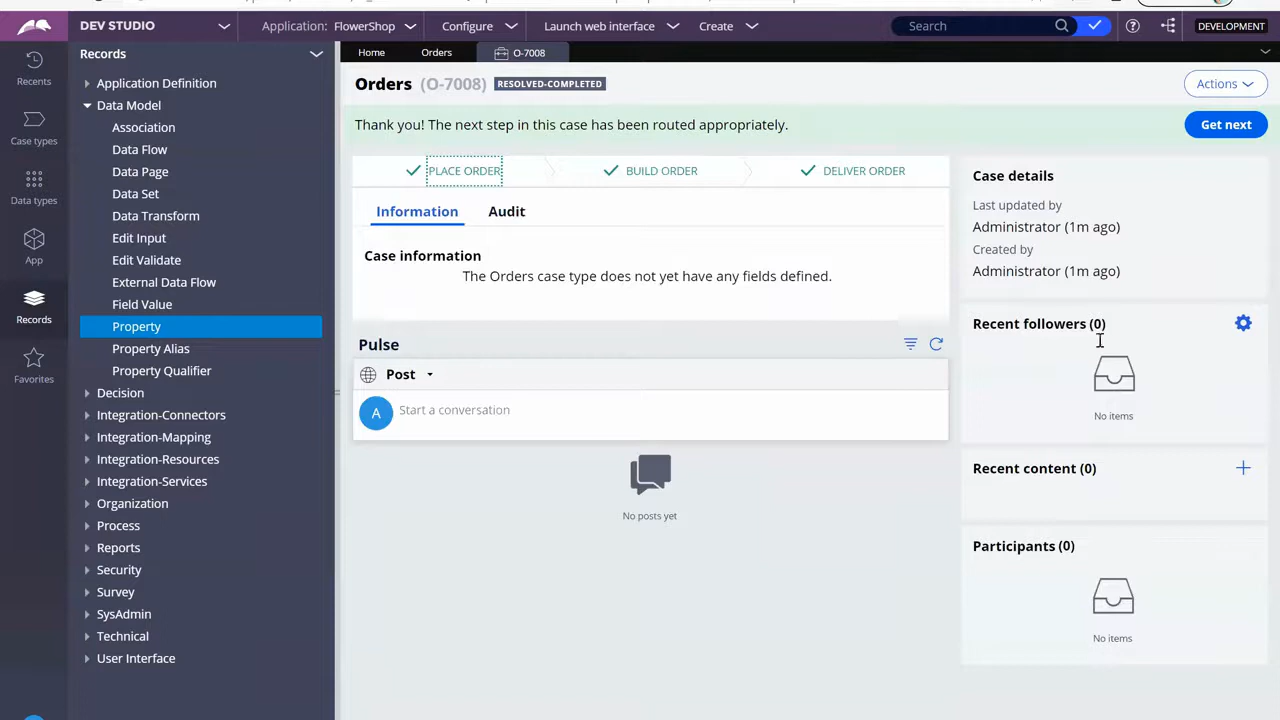 DEV STUDIO
Application: FlowerShop
Configure
Launch web interface
Create
Search
DEVELOPMENT
Recents
Case types
Data types
App
Records
Favorites
Records
Application Definition
Data Model
Association
Data Flow
Data Page
Data Set
Data Transform
Edit Input
Edit Validate
External Data Flow
Field Value
Property
Property Alias
Property Qualifier
Decision
Integration-Connectors
Integration-Mapping
Integration-Resources
Integration-Services
Organization
Process
Reports
Security
Survey
SysAdmin
Technical
User Interface
Home
Orders
O-7008
Orders (O-7008) RESOLVED-COMPLETED
Actions
Thank you! The next step in this case has been routed appropriately.
Get next
PLACE ORDER
BUILD ORDER
DELIVER ORDER
Information
Audit
Case information
The Orders case type does not yet have any fields defined.
Pulse
Post
A
Start a conversation
No posts yet
Case details
Last updated by
Administrator (1m ago)
Created by
Administrator (1m ago)
Recent followers (0)
No items
Recent content (0)
Participants (0)
No items